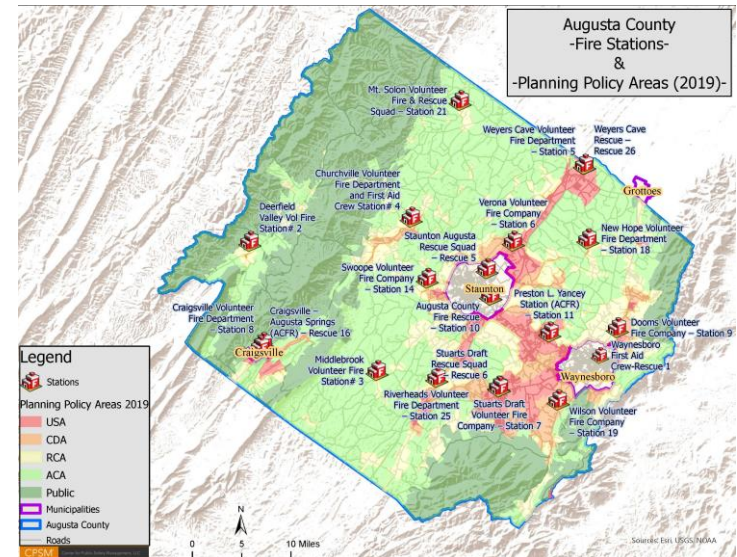 Augusta County
-Fire Stations-
&
-Planning Policy Areas (2019)-
Mt. Solon Volunteer
Fire & Rescue
Squad – Station 21
Weyers Cave Volunteer
Fire Department
– Station 5
Weyers Cave
Rescue –
Rescue 26
Grottoes
Churchville Volunteer
Fire Department
and First Aid
Crew Station# 4
Deerfield
Valley Vol Fire
Station# 2
Verona Volunteer
Fire Company
– Station 6
New Hope Volunteer
Fire Department
– Station 18
Staunton Augusta
Rescue Squad
– Rescue 5
Swoope Volunteer
Fire Company
– Station 14
Staunton
Augusta County
Fire Rescue
– Station 10
Preston L. Yancey
Station (ACFR)
– Station 11
Craigsville Volunteer
Fire Department
– Station 8
Craigsville –
Augusta Springs
(ACFR) – Rescue 16
Craigsville
Dooms Volunteer
Fire Company – Station 9
Waynesboro
First Aid
Crew-Rescue 1
Waynesboro
Middlebrook
Volunteer Fire
Station# 3
Stuarts Draft
Rescue Squad
– Rescue 6
Riverheads Volunteer
Fire Department
– Station 25
Stuarts Draft
Volunteer Fire
Company – Station 7
Wilson Volunteer
Fire Company
– Station 19
Legend
Stations
Planning Policy Areas 2019
USA
CDA
RCA
ACA
Public
Municipalities
Augusta County
Roads
CPSM
Center for Public Safety Management, LLC
N
0 5 10 Miles
Sources: Esri, USGS, NOAA